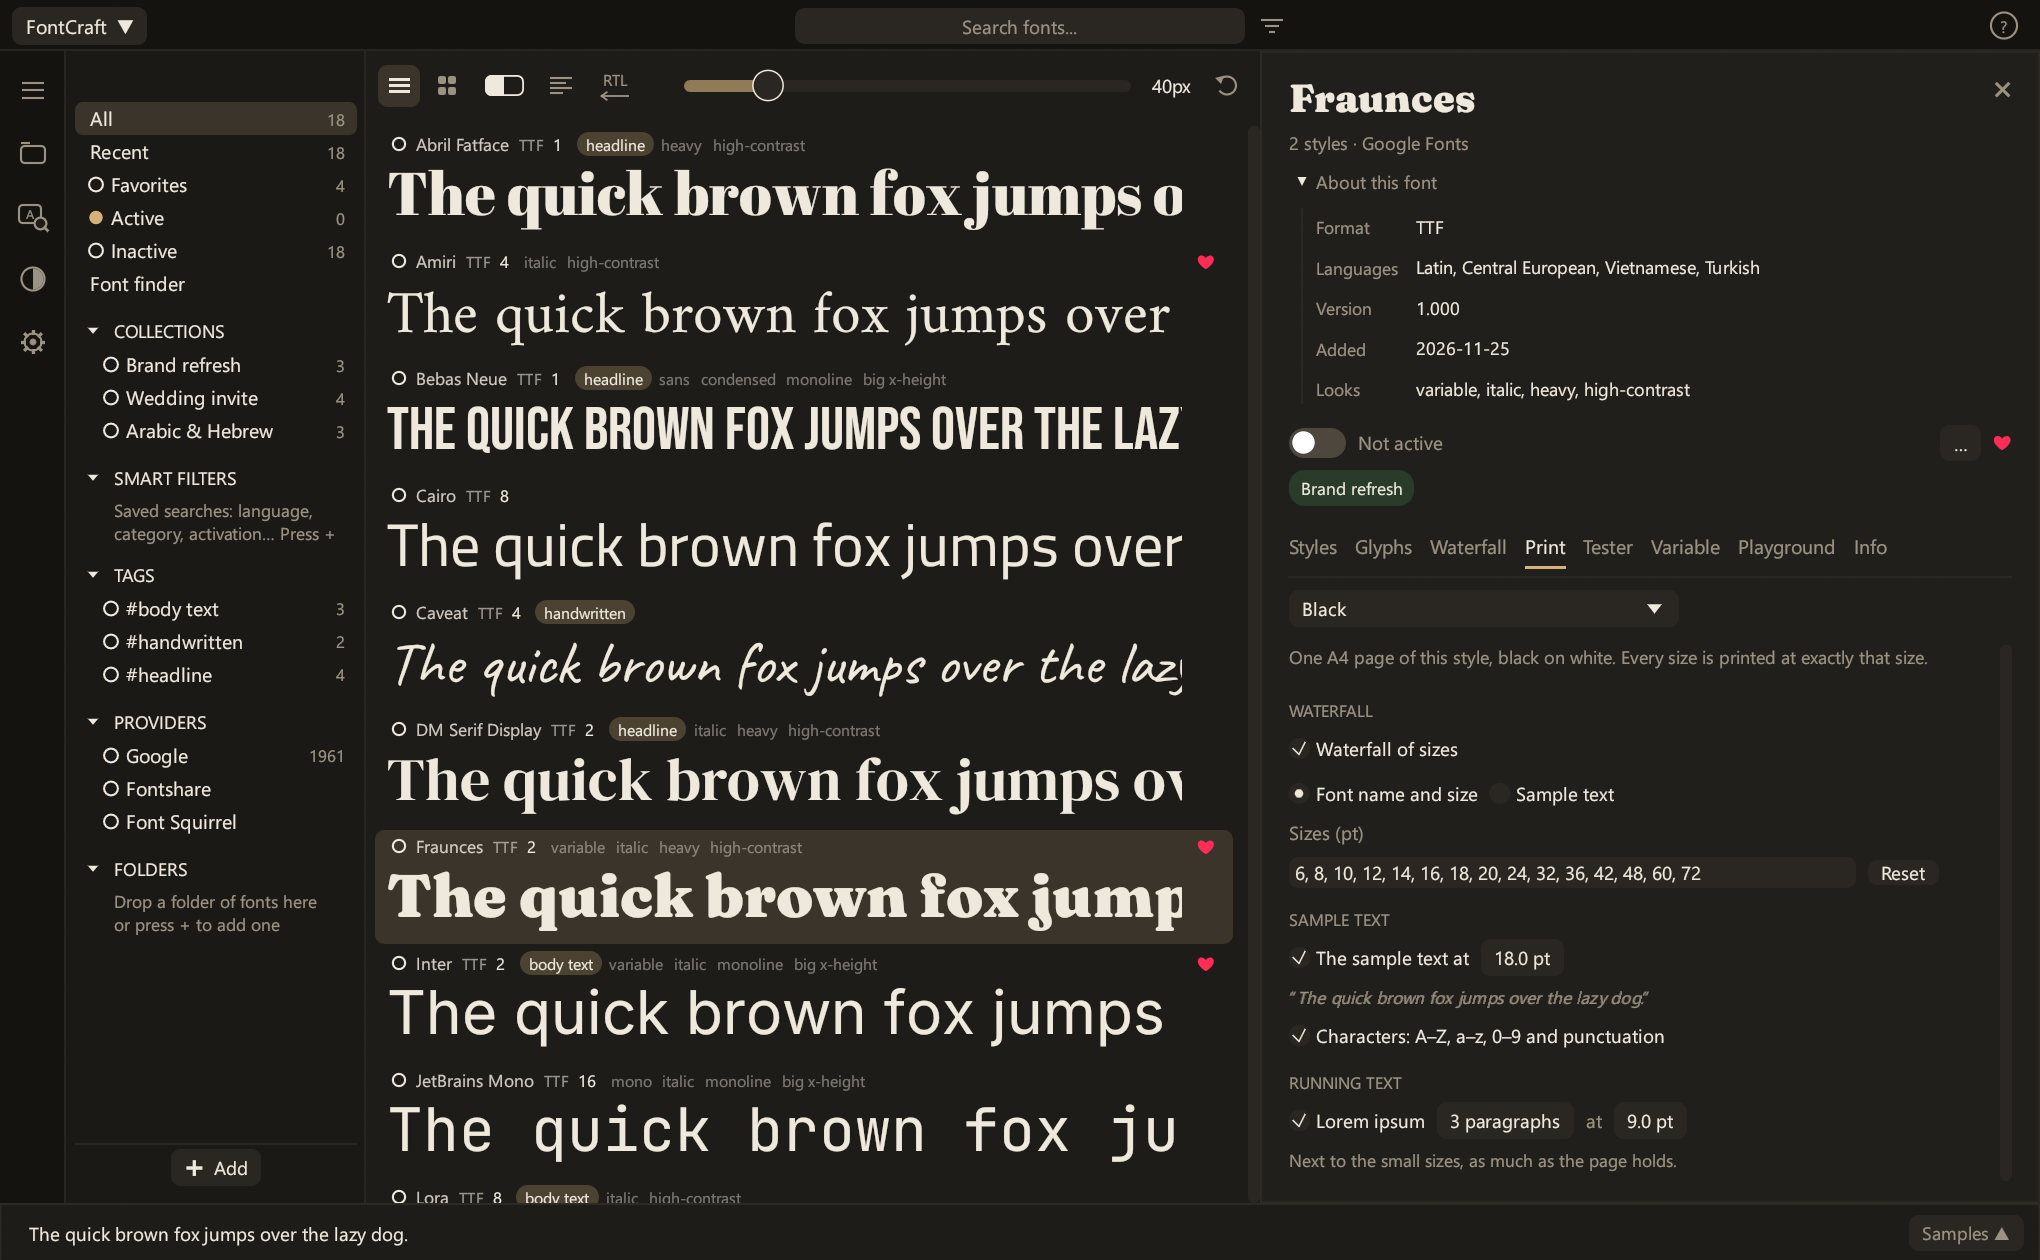 FontCraft ▼
Search fonts...
?
All 18
Recent 18
Favorites 4
Active 0
Inactive 18
Font finder
COLLECTIONS
Brand refresh 3
Wedding invite 4
Arabic & Hebrew 3
SMART FILTERS
Saved searches: language,
category, activation... Press +
TAGS
#body text 3
#handwritten 2
#headline 4
PROVIDERS
Google 1961
Fontshare
Font Squirrel
FOLDERS
Drop a folder of fonts here
or press + to add one
+ Add
RTL
40px
Abril Fatface TTF 1 headline heavy high-contrast
The quick brown fox jumps o
Amiri TTF 4 italic high-contrast
The quick brown fox jumps over
Bebas Neue TTF 1 headline sans condensed monoline big x-height
THE QUICK BROWN FOX JUMPS OVER THE LAZY
Cairo TTF 8
The quick brown fox jumps over
Caveat TTF 4 handwritten
The quick brown fox jumps over the lazy
DM Serif Display TTF 2 headline italic heavy high-contrast
The quick brown fox jumps ov
Fraunces TTF 2 variable italic heavy high-contrast
The quick brown fox jump
Inter TTF 2 body text variable italic monoline big x-height
The quick brown fox jumps
JetBrains Mono TTF 16 mono italic monoline big x-height
The quick brown fox ju
Lora TTF 8 body text italic high-contrast
Fraunces
2 styles · Google Fonts
About this font
Format TTF
Languages Latin, Central European, Vietnamese, Turkish
Version 1.000
Added 2026-11-25
Looks variable, italic, heavy, high-contrast
Not active ...
Brand refresh
Styles Glyphs Waterfall Print Tester Variable Playground Info
Black
One A4 page of this style, black on white. Every size is printed at exactly that size.
WATERFALL
Waterfall of sizes
Font name and size Sample text
Sizes (pt)
6, 8, 10, 12, 14, 16, 18, 20, 24, 32, 36, 42, 48, 60, 72 Reset
SAMPLE TEXT
The sample text at 18.0 pt
“The quick brown fox jumps over the lazy dog.”
Characters: A–Z, a–z, 0–9 and punctuation
RUNNING TEXT
Lorem ipsum 3 paragraphs at 9.0 pt
Next to the small sizes, as much as the page holds.
The quick brown fox jumps over the lazy dog.
Samples ▲